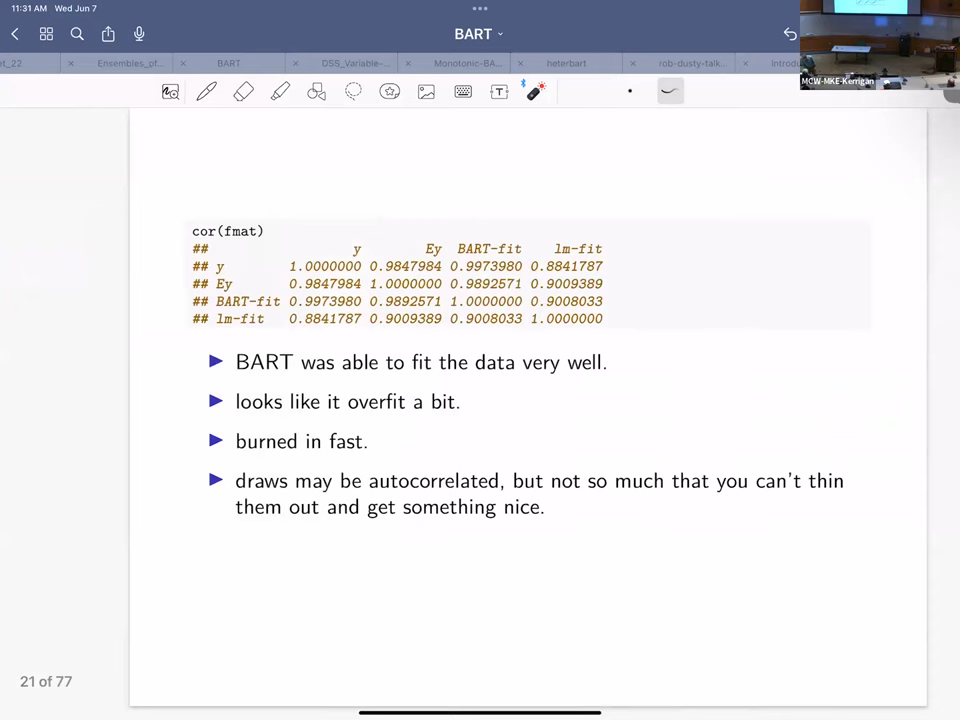 11:31 AM Wed Jun 7
BART
et_22
Ensembles_of...
BART
DSS_Variable-...
Monotonic-BA...
heterbart
rob-dusty-talk...
Introdu
MCW-MKE-Kerrigan
cor(fmat)
## y Ey BART-fit lm-fit
## y 1.0000000 0.9847984 0.9973980 0.8841787
## Ey 0.9847984 1.0000000 0.9892571 0.9009389
## BART-fit 0.9973980 0.9892571 1.0000000 0.9008033
## lm-fit 0.8841787 0.9009389 0.9008033 1.0000000
BART was able to fit the data very well.
looks like it overfit a bit.
burned in fast.
draws may be autocorrelated, but not so much that you can't thin
them out and get something nice.
21 of 77